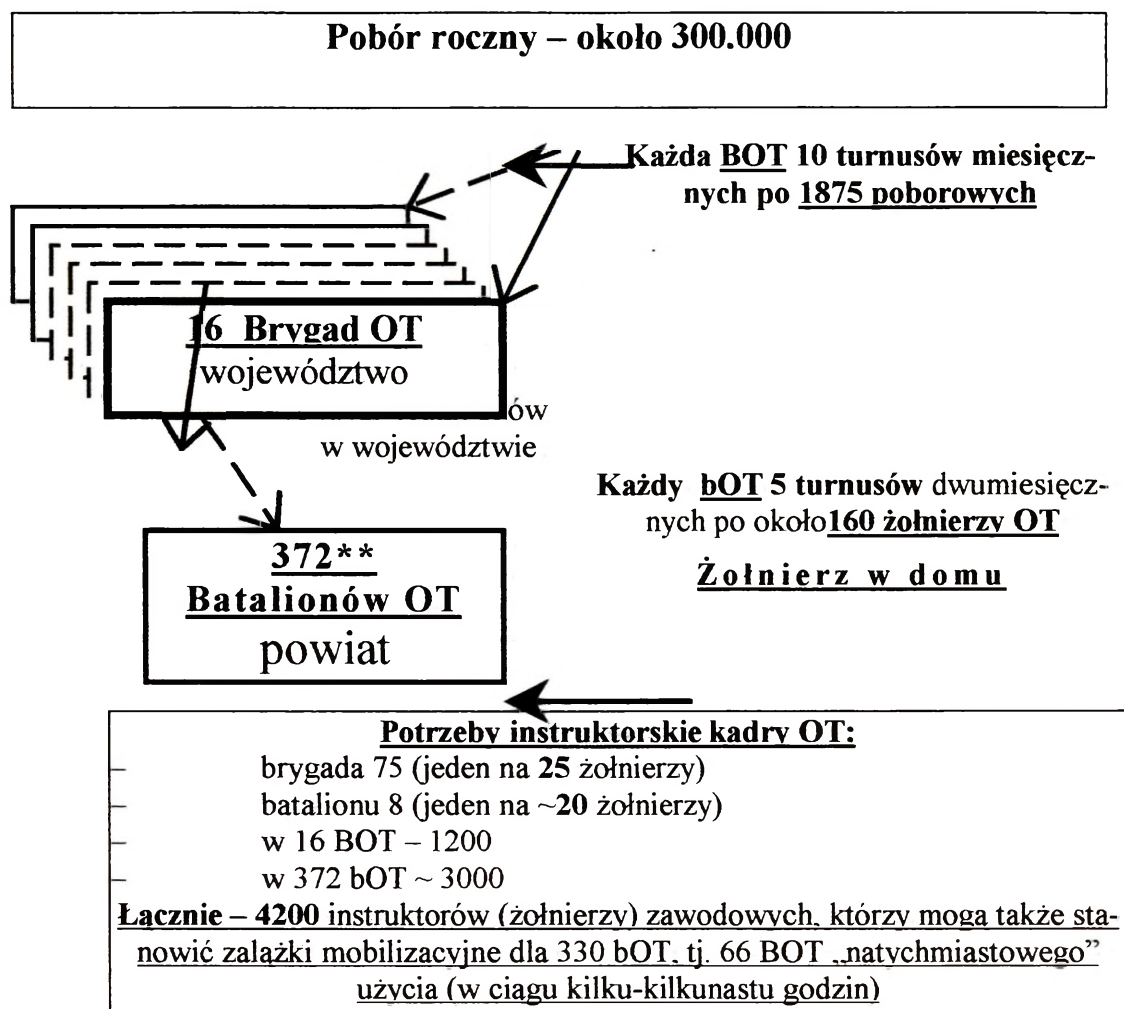 Pobór roczny – około 300.000
Każda BOT 10 turnusów miesięcz-
nych po 1875 poborowych
16 Brygad OT
województwo
ów
w województwie
Każdy bOT 5 turnusów dwumiesięcz-
nych po około160 żołnierzy OT
Żołnierz w domu
372**
Batalionów OT
powiat
Potrzeby instruktorskie kadry OT:
– brygada 75 (jeden na 25 żołnierzy)
– batalionu 8 (jeden na ~20 żołnierzy)
– w 16 BOT – 1200
– w 372 bOT ~ 3000
Łącznie – 4200 instruktorów (żołnierzy) zawodowych, którzy mogą także sta-
nowić zalążki mobilizacyjne dla 330 bOT, tj. 66 BOT „natychmiastowego”
użycia (w ciągu kilku-kilkunastu godzin)